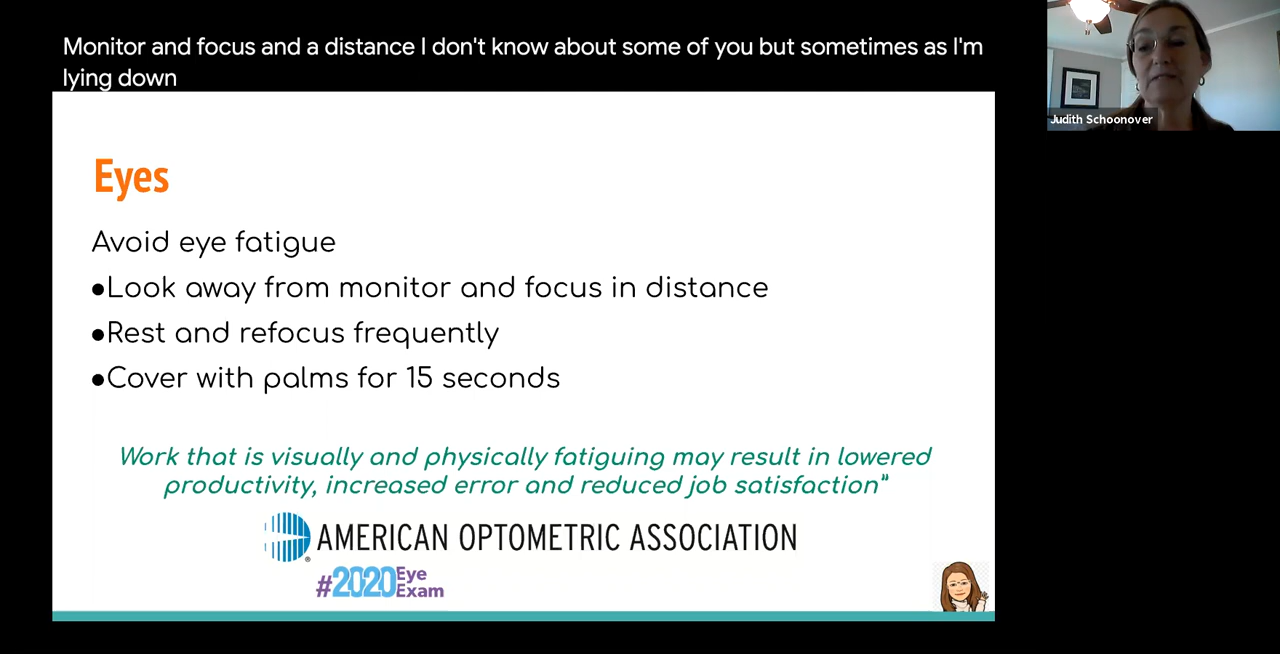 Monitor and focus and a distance I don't know about some of you but sometimes as I'm
lying down
Judith Schoonover
Eyes
Avoid eye fatigue
●Look away from monitor and focus in distance
●Rest and refocus frequently
●Cover with palms for 15 seconds
Work that is visually and physically fatiguing may result in lowered
productivity, increased error and reduced job satisfaction”
® AMERICAN OPTOMETRIC ASSOCIATION
#2020 Eye
Exam